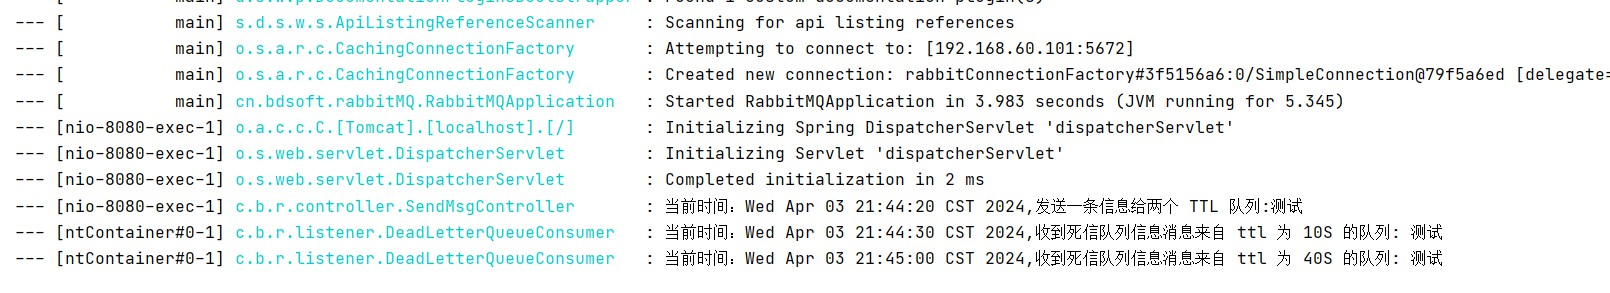 --- [           main] s.d.s.w.s.ApiListingReferenceScanner     : Scanning for api listing references
--- [           main] o.s.a.r.c.CachingConnectionFactory       : Attempting to connect to: [192.168.60.101:5672]
--- [           main] o.s.a.r.c.CachingConnectionFactory       : Created new connection: rabbitConnectionFactory#3f5156a6:0/SimpleConnection@79f5a6ed [delegate=
--- [           main] cn.bdsoft.rabbitMQ.RabbitMQApplication   : Started RabbitMQApplication in 3.983 seconds (JVM running for 5.345)
--- [nio-8080-exec-1] o.a.c.c.C.[Tomcat].[localhost].[/]       : Initializing Spring DispatcherServlet 'dispatcherServlet'
--- [nio-8080-exec-1] o.s.web.servlet.DispatcherServlet        : Initializing Servlet 'dispatcherServlet'
--- [nio-8080-exec-1] o.s.web.servlet.DispatcherServlet        : Completed initialization in 2 ms
--- [nio-8080-exec-1] c.b.r.controller.SendMsgController       : 当前时间：Wed Apr 03 21:44:20 CST 2024,发送一条信息给两个 TTL 队列:测试
--- [ntContainer#0-1] c.b.r.listener.DeadLetterQueueConsumer   : 当前时间：Wed Apr 03 21:44:30 CST 2024,收到死信队列信息消息来自 ttl 为 10S 的队列: 测试
--- [ntContainer#0-1] c.b.r.listener.DeadLetterQueueConsumer   : 当前时间：Wed Apr 03 21:45:00 CST 2024,收到死信队列信息消息来自 ttl 为 40S 的队列: 测试